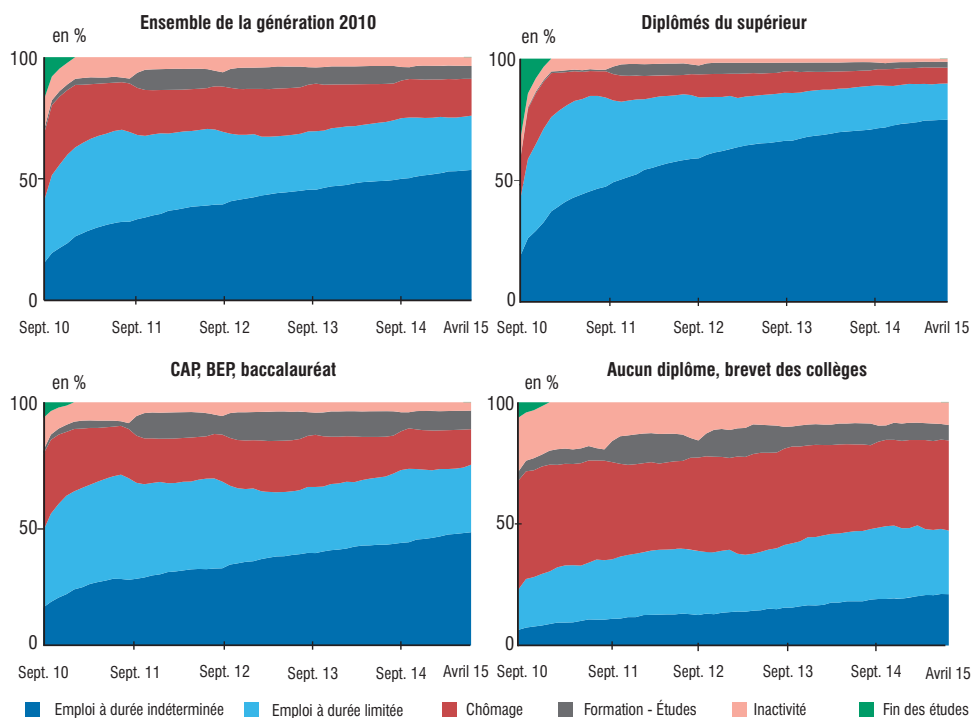 Ensemble de la génération 2010
en %
100
50
0
Sept. 10 Sept. 11 Sept. 12 Sept. 13 Sept. 14 Avril 15
Diplômés du supérieur
en %
100
50
0
Sept. 10 Sept. 11 Sept. 12 Sept. 13 Sept. 14 Avril 15
CAP, BEP, baccalauréat
en %
100
50
0
Sept. 10 Sept. 11 Sept. 12 Sept. 13 Sept. 14 Avril 15
Aucun diplôme, brevet des collèges
en %
100
50
0
Sept. 10 Sept. 11 Sept. 12 Sept. 13 Sept. 14 Avril 15
Emploi à durée indéterminée Emploi à durée limitée Chômage Formation - Études Inactivité Fin des études